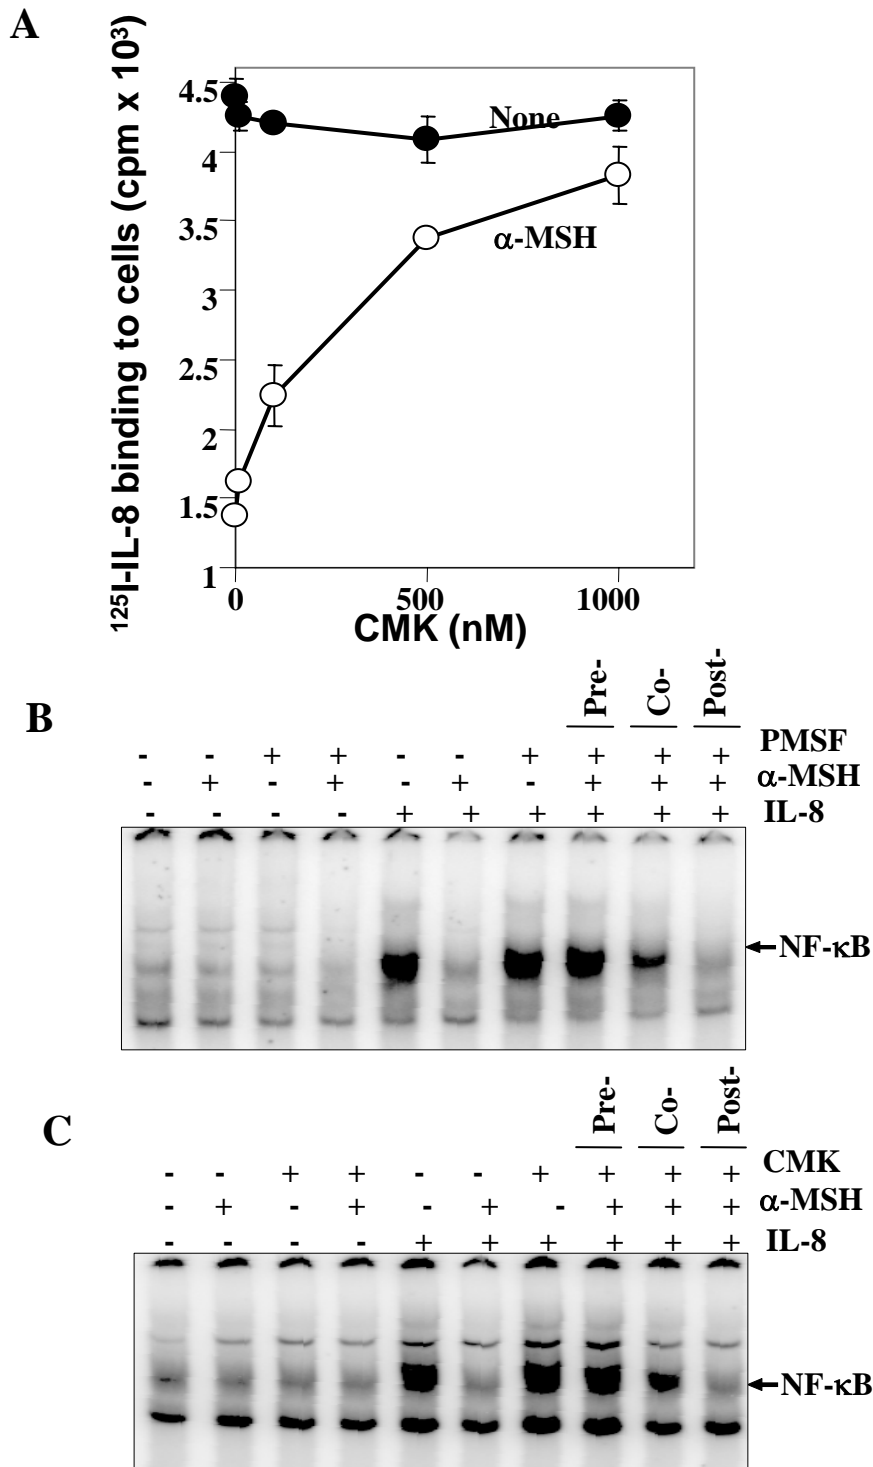 A
¹²⁵I-IL-8 binding to cells (cpm x 10³)
4.5
4
3.5
3
2.5
2
1.5
1
None
α-MSH
0 500 1000
CMK (nM)
B
Pre- Co- Post-
- - + + - - + + + + PMSF
- + - + - + - + + + α-MSH
- - - - + + + + + + IL-8
NF-κB
C
Pre- Co- Post-
- - + + - - + + + + CMK
- + - + - + - + + + α-MSH
- - - - + + + + + + IL-8
NF-κB